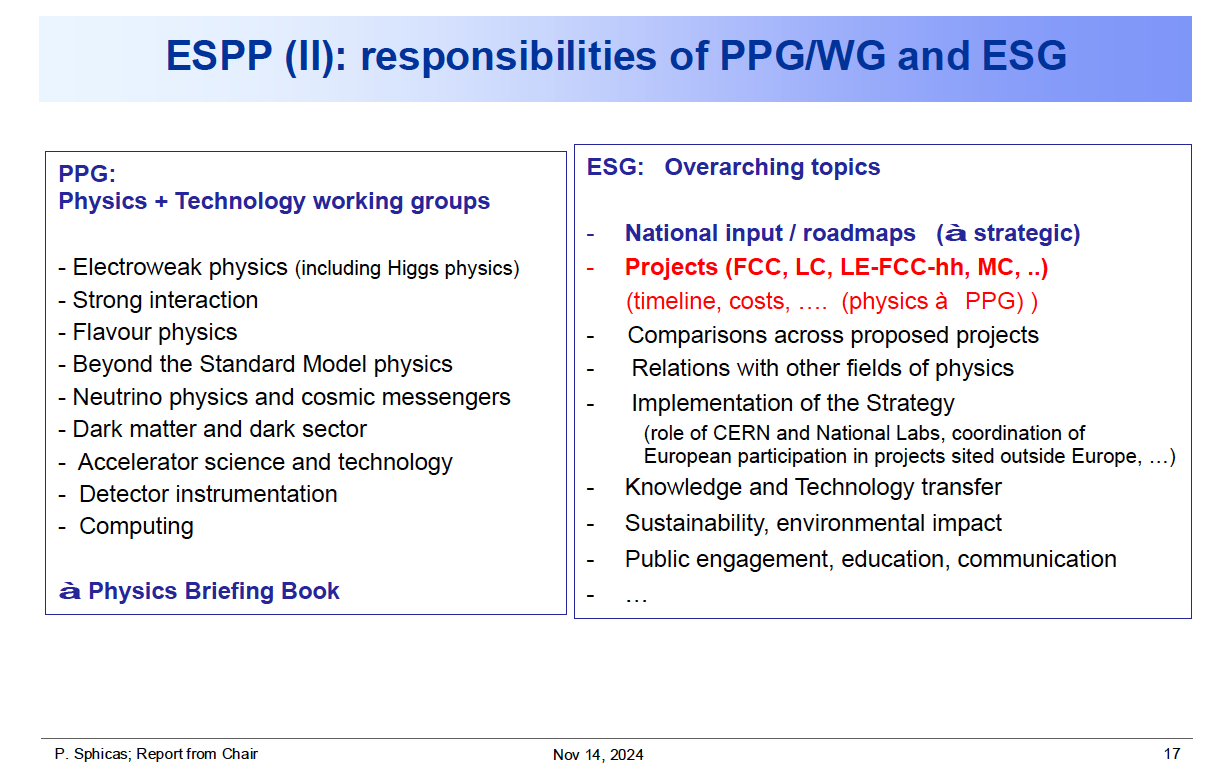 ESPP (II): responsibilities of PPG/WG and ESG
PPG:
Physics + Technology working groups
- Electroweak physics (including Higgs physics)
- Strong interaction
- Flavour physics
- Beyond the Standard Model physics
- Neutrino physics and cosmic messengers
- Dark matter and dark sector
- Accelerator science and technology
- Detector instrumentation
- Computing
à Physics Briefing Book
ESG: Overarching topics
- National input / roadmaps (à strategic)
- Projects (FCC, LC, LE-FCC-hh, MC, ..)
(timeline, costs, …. (physics à PPG) )
- Comparisons across proposed projects
- Relations with other fields of physics
- Implementation of the Strategy
(role of CERN and National Labs, coordination of
European participation in projects sited outside Europe, …)
- Knowledge and Technology transfer
- Sustainability, environmental impact
- Public engagement, education, communication
- …
P. Sphicas; Report from Chair
Nov 14, 2024
17